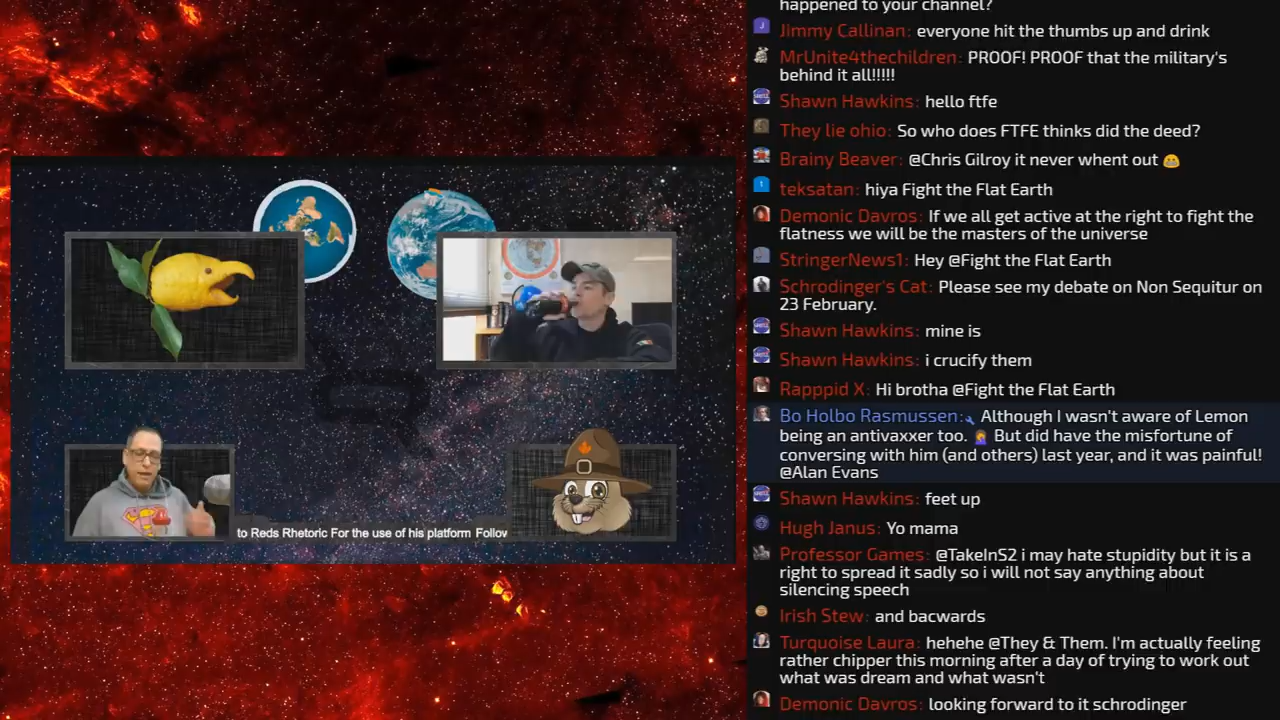 happened to your channel?
Jimmy Callinan: everyone hit the thumbs up and drink
MrUnite4thechildren: PROOF! PROOF that the military's
behind it all!!!!!
Shawn Hawkins: hello ftfe
They lie ohio: So who does FTFE thinks did the deed?
Brainy Beaver: @Chris Gilroy it never whent out 😁
teksatan: hiya Fight the Flat Earth
Demonic Davros: If we all get active at the right to fight the
flatness we will be the masters of the universe
StringerNews1: Hey @Fight the Flat Earth
Schrodinger's Cat: Please see my debate on Non Sequitur on
23 February.
Shawn Hawkins: mine is
Shawn Hawkins: i crucify them
Rapppid X: Hi brotha @Fight the Flat Earth
Bo Holbo Rasmussen: Although I wasn't aware of Lemon
being an antivaxxer too. 🤦 But did have the misfortune of
conversing with him (and others) last year, and it was painful!
@Alan Evans
Shawn Hawkins: feet up
Hugh Janus: Yo mama
Professor Games: @TakeInS2 i may hate stupidity but it is a
right to spread it sadly so i will not say anything about
silencing speech
Irish Stew: and bacwards
Turquoise Laura: hehehe @They & Them. I'm actually feeling
rather chipper this morning after a day of trying to work out
what was dream and what wasn't
Demonic Davros: looking forward to it schrodinger
to Reds Rhetoric For the use of his platform Follov